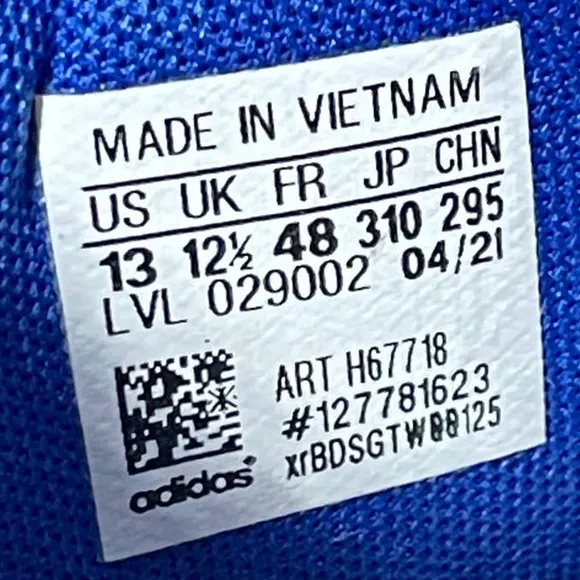 MADE IN VIETNAM
US UK FR JP CHN
13 12½ 48 310 295
LVL 029002 04/21
ART H67718
#127781623
adidas